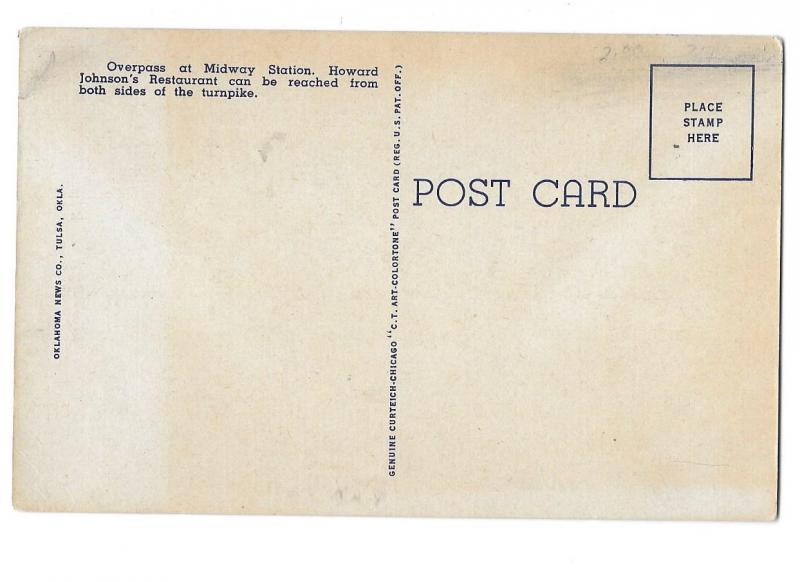 Overpass at Midway Station. Howard
Johnson's Restaurant can be reached from
both sides of the turnpike.
OKLAHOMA NEWS CO., TULSA, OKLA.
GENUINE CURTEICH-CHICAGO "C.T. ART-COLORTONE" POST CARD (REG. U.S. PAT. OFF.)
POST CARD
PLACE
STAMP
HERE